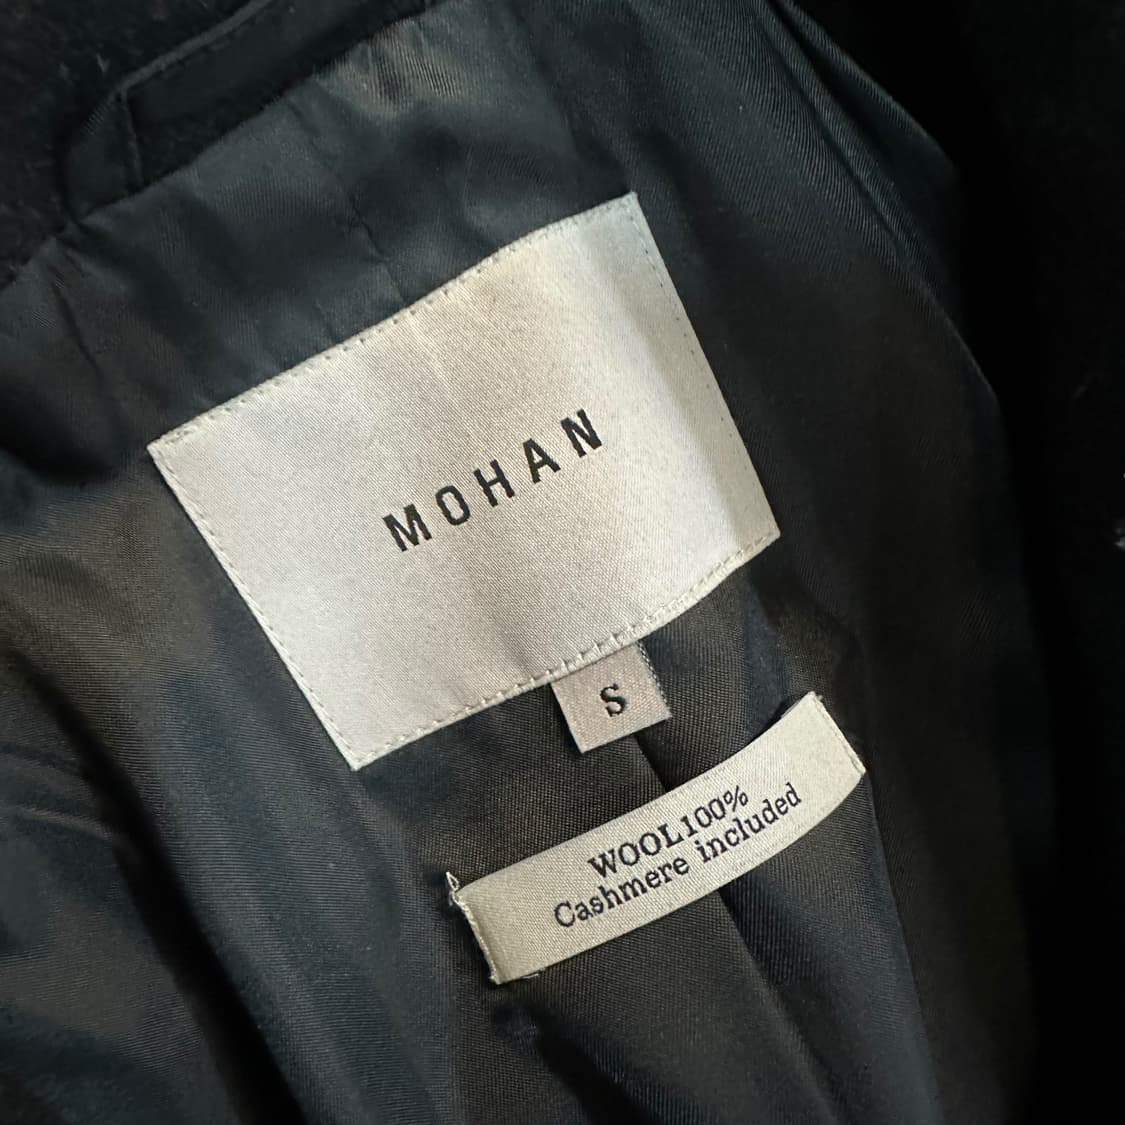 MOHAN
S
WOOL100%
Cashmere included